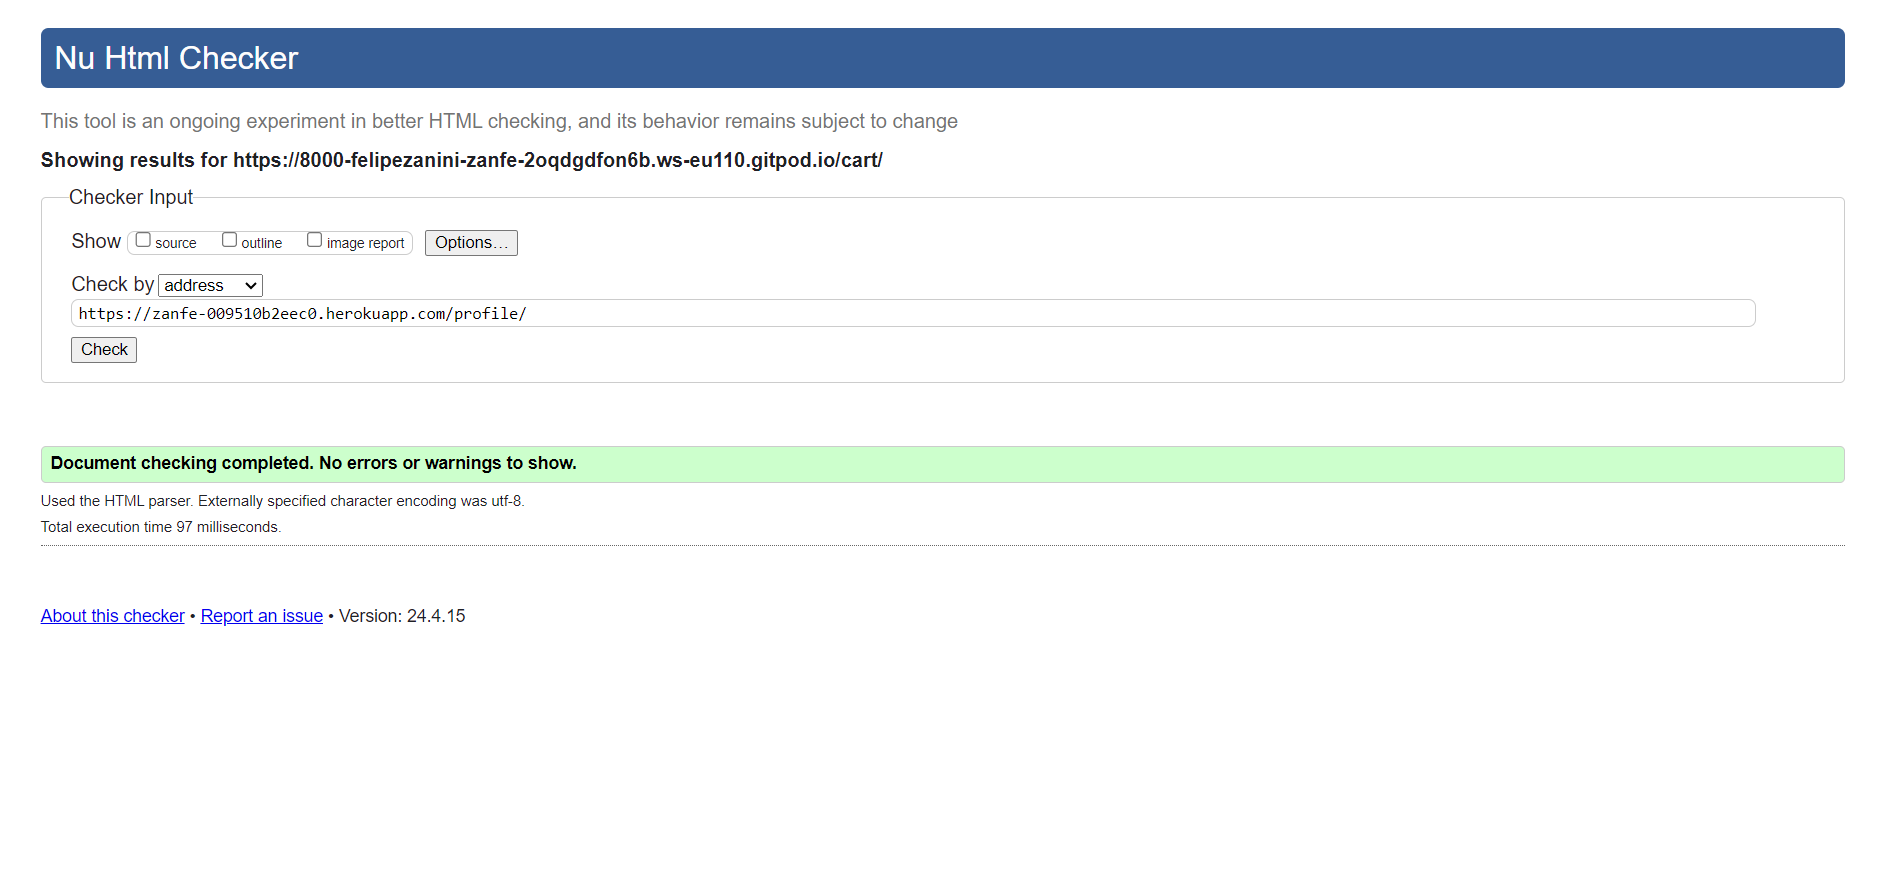 Nu Html Checker
This tool is an ongoing experiment in better HTML checking, and its behavior remains subject to change
Showing results for https://8000-felipezanini-zanfe-2oqdgdfon6b.ws-eu110.gitpod.io/cart/
Checker Input
Show source outline image report Options...
Check by address
https://zanfe-009510b2eec0.herokuapp.com/profile/
Check
Document checking completed. No errors or warnings to show.
Used the HTML parser. Externally specified character encoding was utf-8.
Total execution time 97 milliseconds.
About this checker • Report an issue • Version: 24.4.15